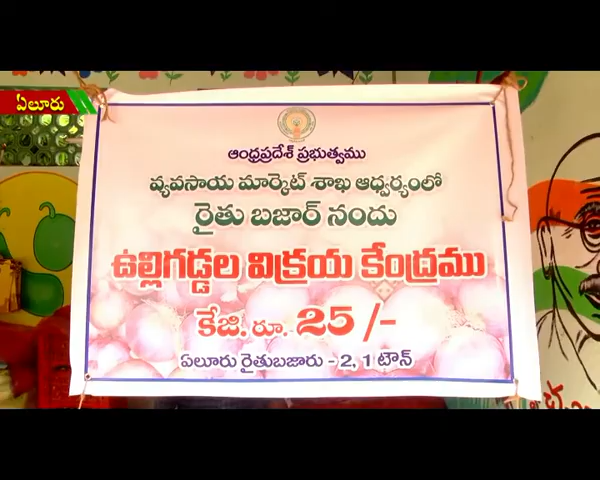 ఏలూరు
ఆంధ్రప్రదేశ్ ప్రభుత్వము
వ్యవసాయ మార్కెట్ శాఖ ఆధ్వర్యంలో
రైతు బజార్ నందు
ఉల్లిగడ్డల విక్రయ కేంద్రము
కేజి. రూ. 25 /-
ఏలూరు రైతుబజారు - 2, 1 టౌన్